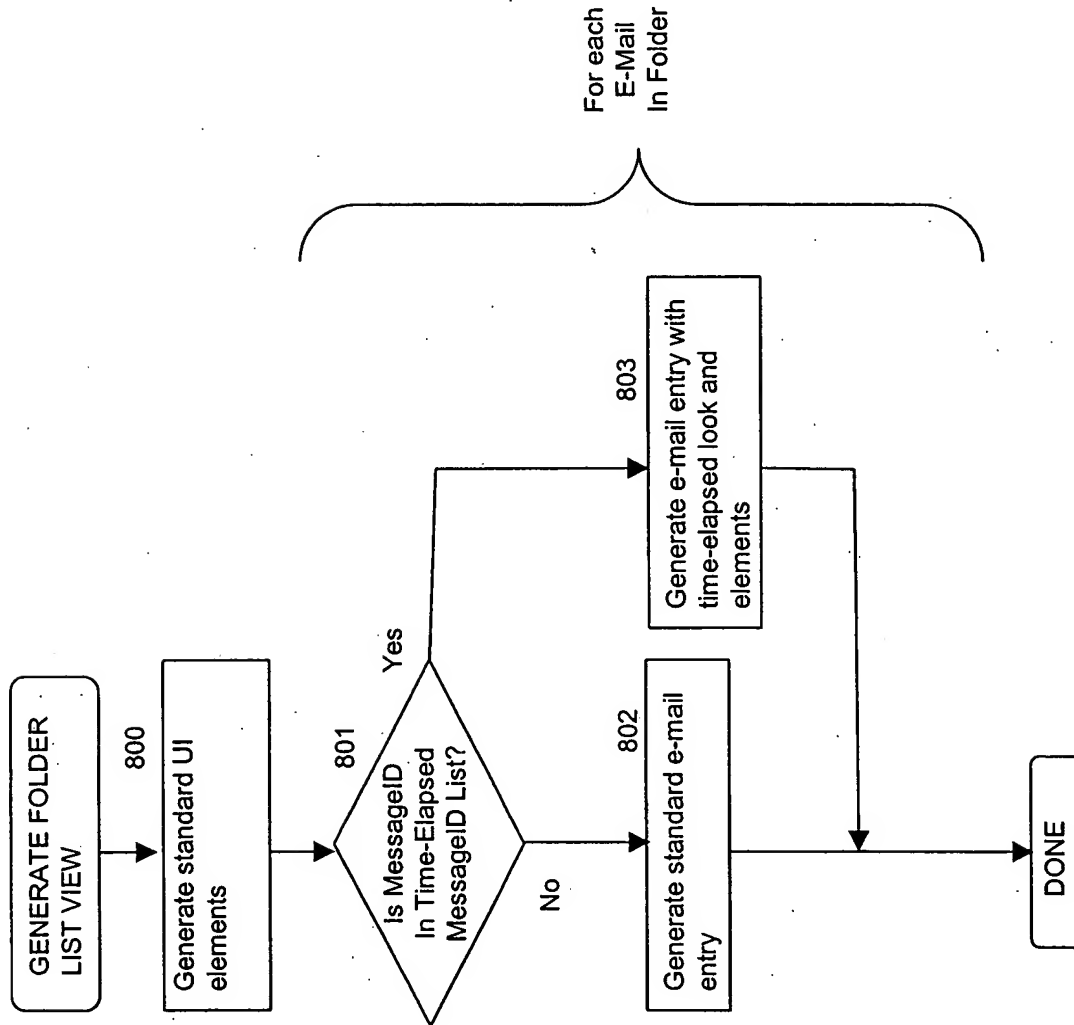 GENERATE FOLDER
LIST VIEW
800
Generate standard UI
elements
801
Is MessageID
In Time-Elapsed
MessageID List?
Yes
No
802
Generate standard e-mail
entry
803
Generate e-mail entry with
time-elapsed look and
elements
For each
E-Mail
In Folder
DONE